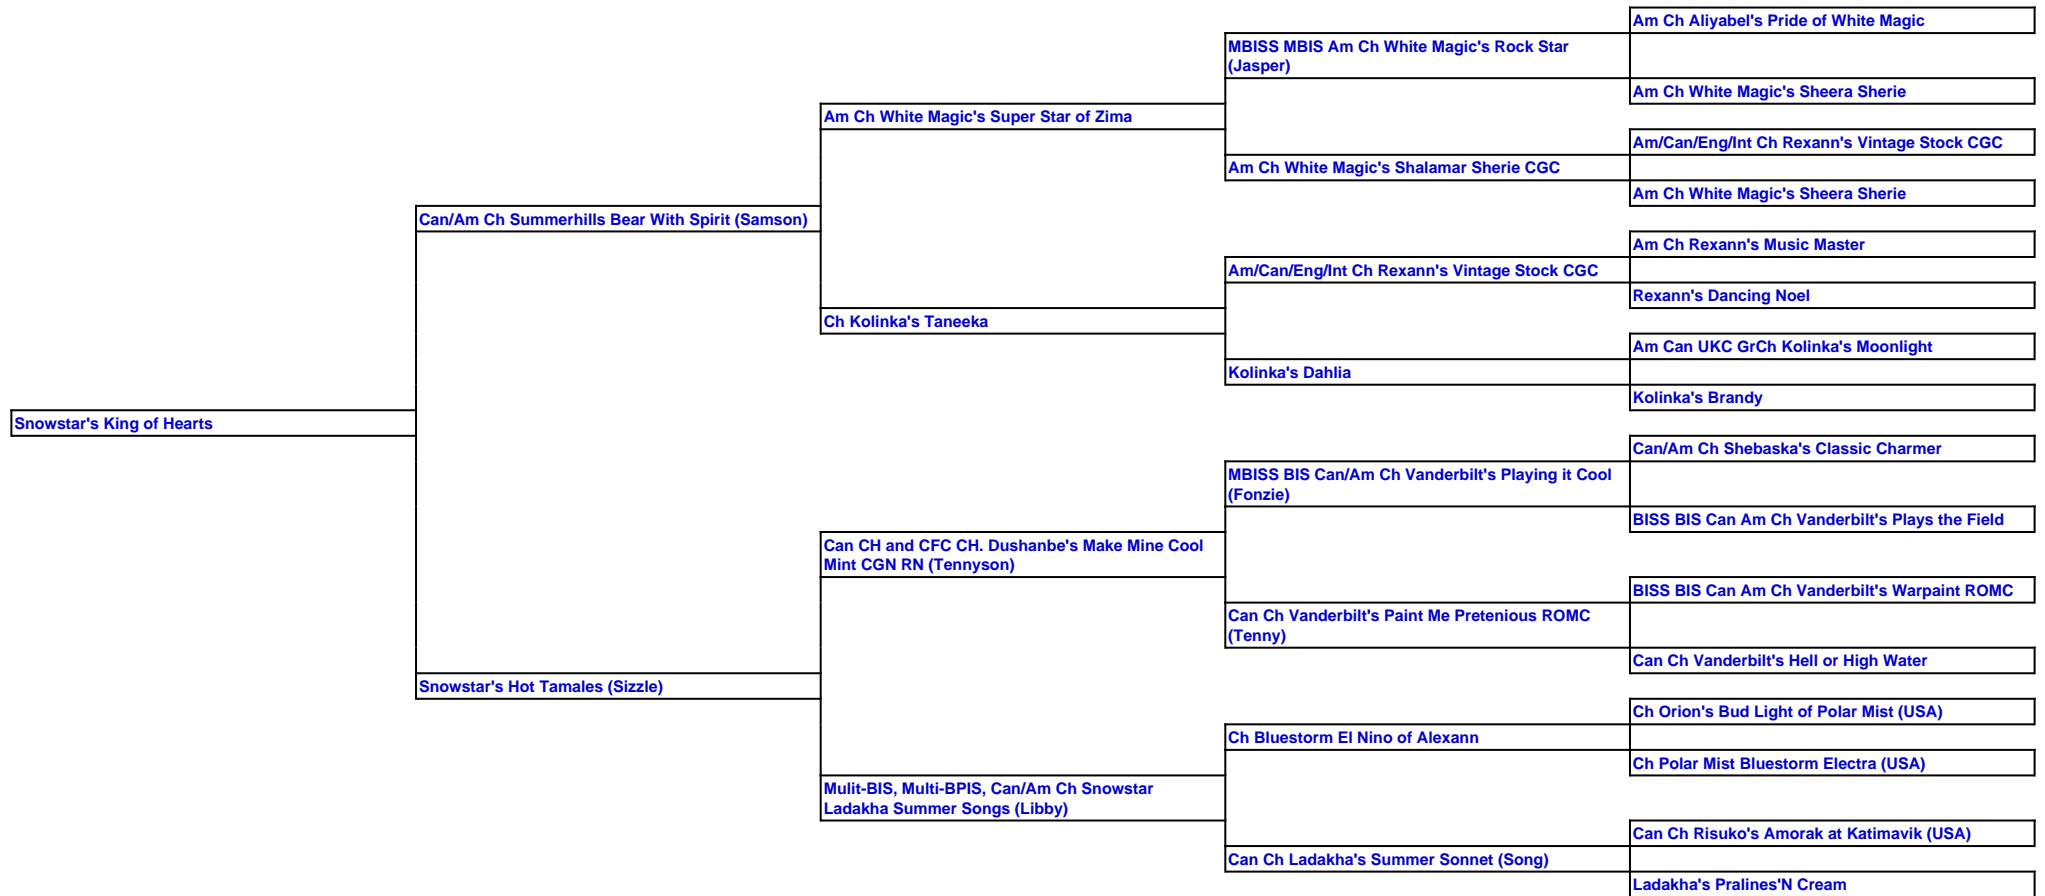 Am Ch Aliyabel's Pride of White Magic
MBISS MBIS Am Ch White Magic's Rock Star
(Jasper)
Am Ch White Magic's Sheera Sherie
Am Ch White Magic's Super Star of Zima
Am/Can/Eng/Int Ch Rexann's Vintage Stock CGC
Am Ch White Magic's Shalamar Sherie CGC
Am Ch White Magic's Sheera Sherie
Can/Am Ch Summerhills Bear With Spirit (Samson)
Am Ch Rexann's Music Master
Am/Can/Eng/Int Ch Rexann's Vintage Stock CGC
Rexann's Dancing Noel
Ch Kolinka's Taneeka
Am Can UKC GrCh Kolinka's Moonlight
Kolinka's Dahlia
Kolinka's Brandy
Snowstar's King of Hearts
Can/Am Ch Shebaska's Classic Charmer
MBISS BIS Can/Am Ch Vanderbilt's Playing it Cool
(Fonzie)
BISS BIS Can Am Ch Vanderbilt's Plays the Field
Can CH and CFC CH. Dushanbe's Make Mine Cool
Mint CGN RN (Tennyson)
BISS BIS Can Am Ch Vanderbilt's Warpaint ROMC
Can Ch Vanderbilt's Paint Me Pretenious ROMC
(Tenny)
Can Ch Vanderbilt's Hell or High Water
Snowstar's Hot Tamales (Sizzle)
Ch Orion's Bud Light of Polar Mist (USA)
Ch Bluestorm El Nino of Alexann
Ch Polar Mist Bluestorm Electra (USA)
Mulit-BIS, Multi-BPIS, Can/Am Ch Snowstar
Ladakha Summer Songs (Libby)
Can Ch Risuko's Amorak at Katimavik (USA)
Can Ch Ladakha's Summer Sonnet (Song)
Ladakha's Pralines'N Cream